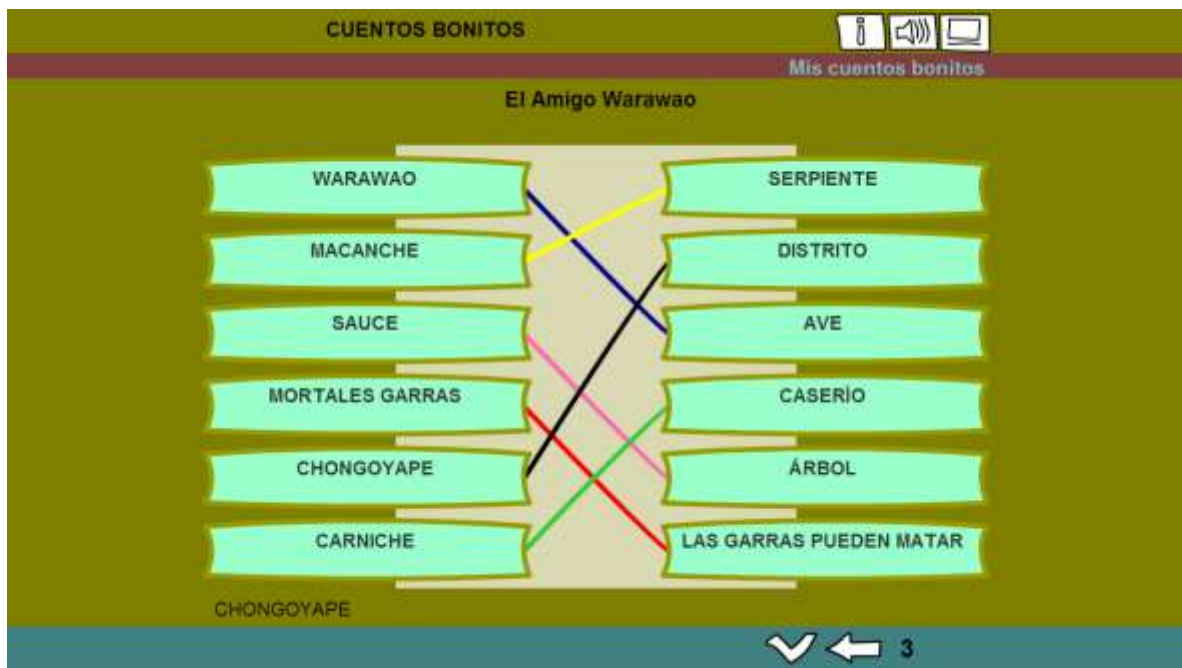 CUENTOS BONITOS
Mis cuentos bonitos
El Amigo Warawao
WARAWAO
SERPIENTE
MACANCHE
DISTRITO
SAUCE
AVE
MORTALES GARRAS
CASERÌO
CHONGOYAPE
ÁRBOL
CARNICHE
LAS GARRAS PUEDEN MATAR
CHONGOYAPE
3